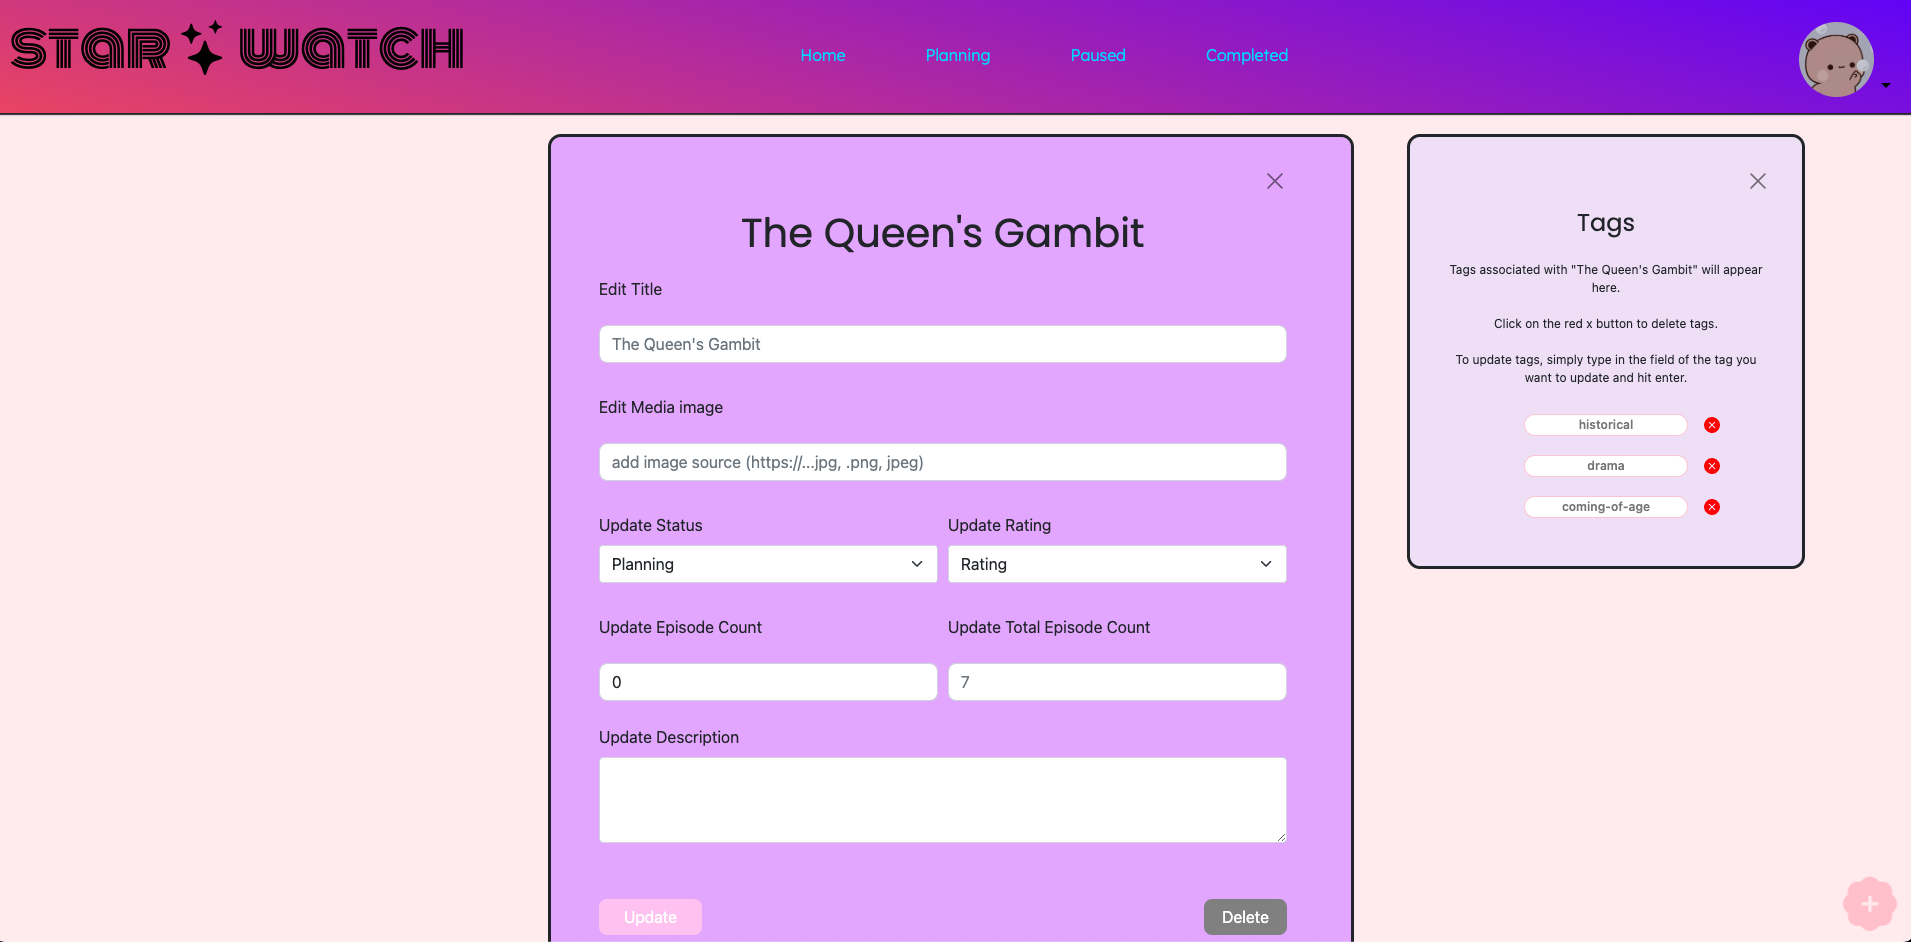 STAR WATCH
Home Planning Paused Completed
The Queen's Gambit
Edit Title
The Queen's Gambit
Edit Media image
add image source (https://...jpg, .png, jpeg)
Update Status Update Rating
Planning Rating
Update Episode Count Update Total Episode Count
0 7
Update Description
Update Delete
Tags
Tags associated with "The Queen's Gambit" will appear
here.
Click on the red x button to delete tags.
To update tags, simply type in the field of the tag you
want to update and hit enter.
historical
drama
coming-of-age